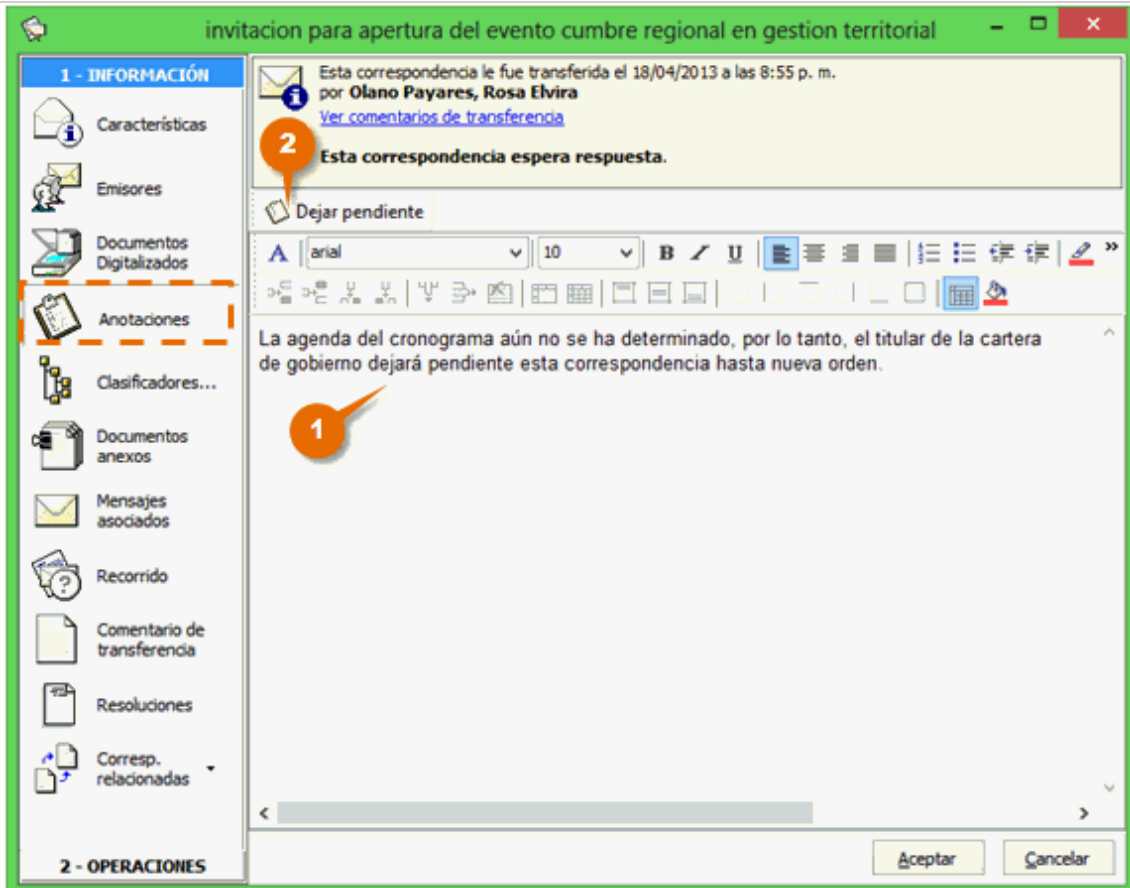 invitacion para apertura del evento cumbre regional en gestion territorial
1 - INFORMACIÓN
Características
Emisores
Documentos
Digitalizados
Anotaciones
Clasificadores...
Documentos
anexos
Mensajes
asociados
Recorrido
Comentario de
transferencia
Resoluciones
Corresp.
relacionadas
2 - OPERACIONES
Esta correspondencia le fue transferida el 18/04/2013 a las 8:55 p. m.
por Olano Payares, Rosa Elvira
Ver comentarios de transferencia
2
Esta correspondencia espera respuesta.
Dejar pendiente
A arial 10 B I U
La agenda del cronograma aún no se ha determinado, por lo tanto, el titular de la cartera
de gobierno dejará pendiente esta correspondencia hasta nueva orden.
1
Aceptar Cancelar